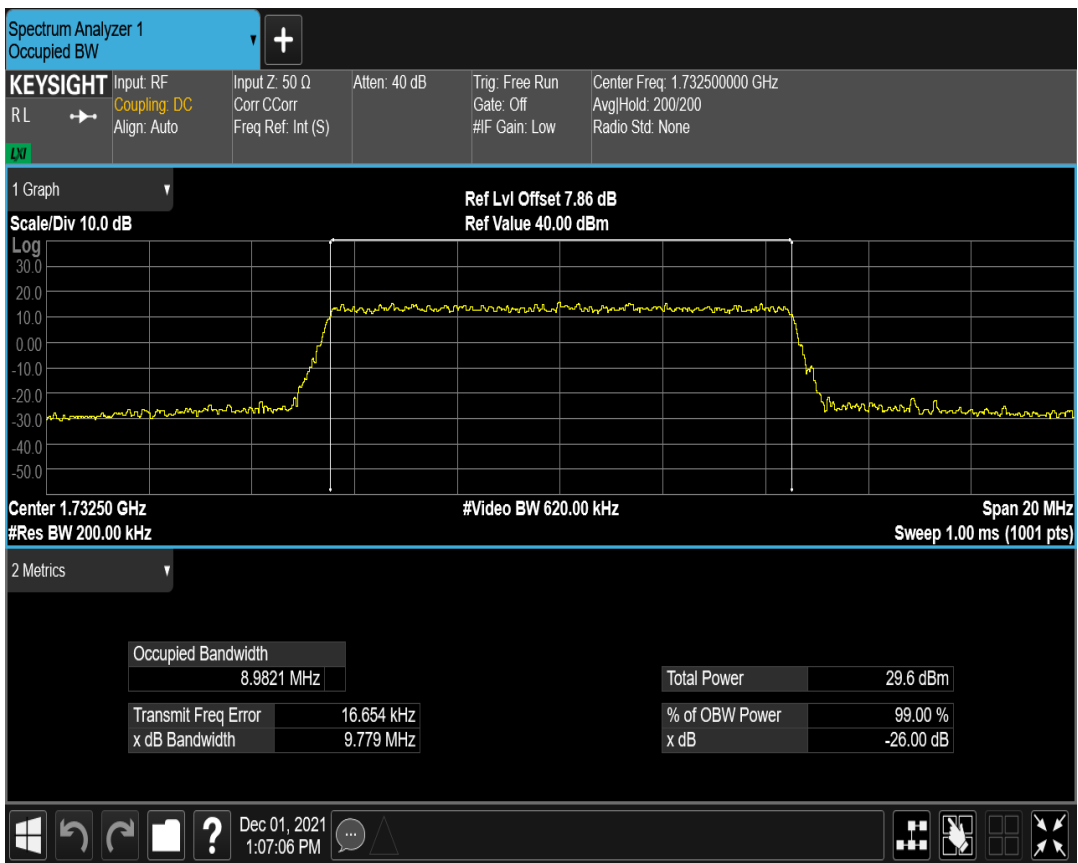 Spectrum Analyzer 1
Occupied BW
+
KEYSIGHT
R L
LXI
Input: RF
Coupling: DC
Align: Auto
Input Z: 50 Ω
Corr CCorr
Freq Ref: Int (S)
Atten: 40 dB
Trig: Free Run
Gate: Off
#IF Gain: Low
Center Freq: 1.732500000 GHz
Avg|Hold: 200/200
Radio Std: None
1 Graph
Ref Lvl Offset 7.86 dB
Scale/Div 10.0 dB
Ref Value 40.00 dBm
Log
30.0
20.0
10.0
0.00
-10.0
-20.0
-30.0
-40.0
-50.0
Center 1.73250 GHz
#Video BW 620.00 kHz
Span 20 MHz
#Res BW 200.00 kHz
Sweep 1.00 ms (1001 pts)
2 Metrics
Occupied Bandwidth
8.9821 MHz
Total Power 29.6 dBm
Transmit Freq Error 16.654 kHz
% of OBW Power 99.00 %
x dB Bandwidth 9.779 MHz
x dB -26.00 dB
?
Dec 01, 2021
1:07:06 PM